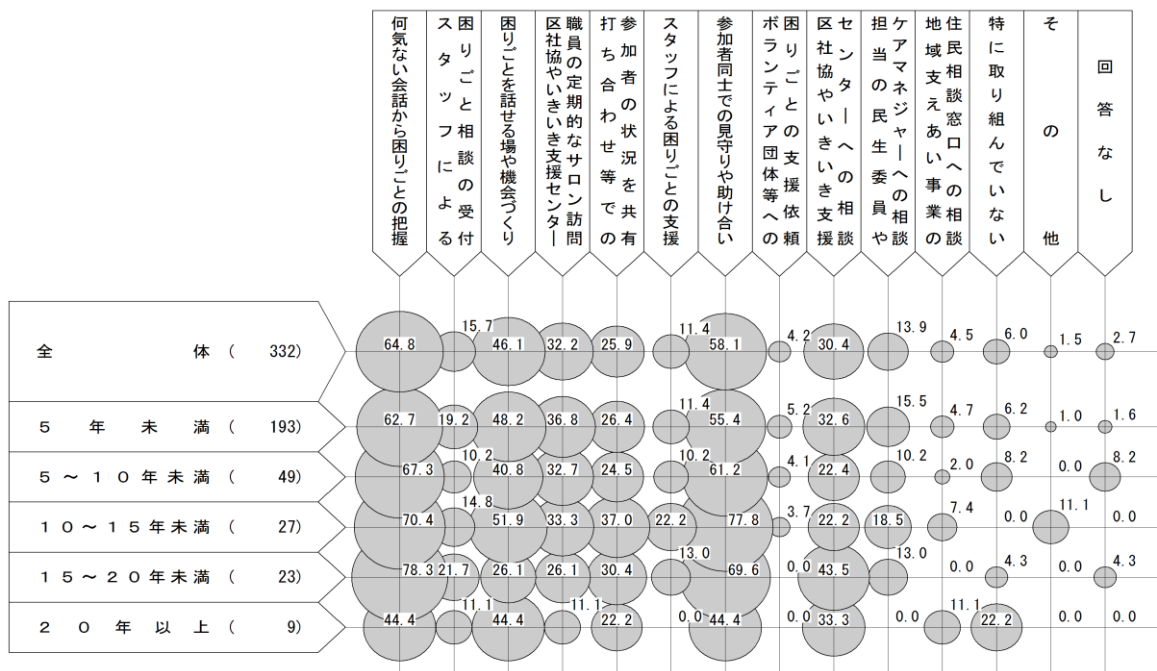 何気ない会話から困りごとの把握
スタッフによる
困りごと相談の受付
困りごとを話せる場や機会づくり
区社協やいきいき支援センター
職員の定期的なサロン訪問
打ち合わせ等での
参加者の状況を共有
スタッフによる困りごとの支援
参加者同士での見守りや助け合い
ボランティア団体等への
困りごとの支援依頼
区社協やいきいき支援
センターへの相談
担当の民生委員や
ケアマネジャーへの相談
地域支えあい事業の
住民相談窓口への相談
特に取り組んでいない
その他
回答なし
全体 ( 332) 64.8 15.7 46.1 32.2 25.9 11.4 58.1 4.2 30.4 13.9 4.5 6.0 1.5 2.7
5年未満 ( 193) 62.7 19.2 48.2 36.8 26.4 11.4 55.4 5.2 32.6 15.5 4.7 6.2 1.0 1.6
5～10年未満 ( 49) 67.3 10.2 40.8 32.7 24.5 10.2 61.2 4.1 22.4 10.2 2.0 8.2 0.0 8.2
10～15年未満 ( 27) 70.4 14.8 51.9 33.3 37.0 22.2 77.8 3.7 22.2 18.5 7.4 0.0 11.1 0.0
15～20年未満 ( 23) 78.3 21.7 26.1 26.1 30.4 13.0 69.6 0.0 43.5 13.0 0.0 4.3 0.0 4.3
20年以上 ( 9) 44.4 11.1 44.4 11.1 22.2 0.0 44.4 0.0 33.3 0.0 11.1 22.2 0.0 0.0